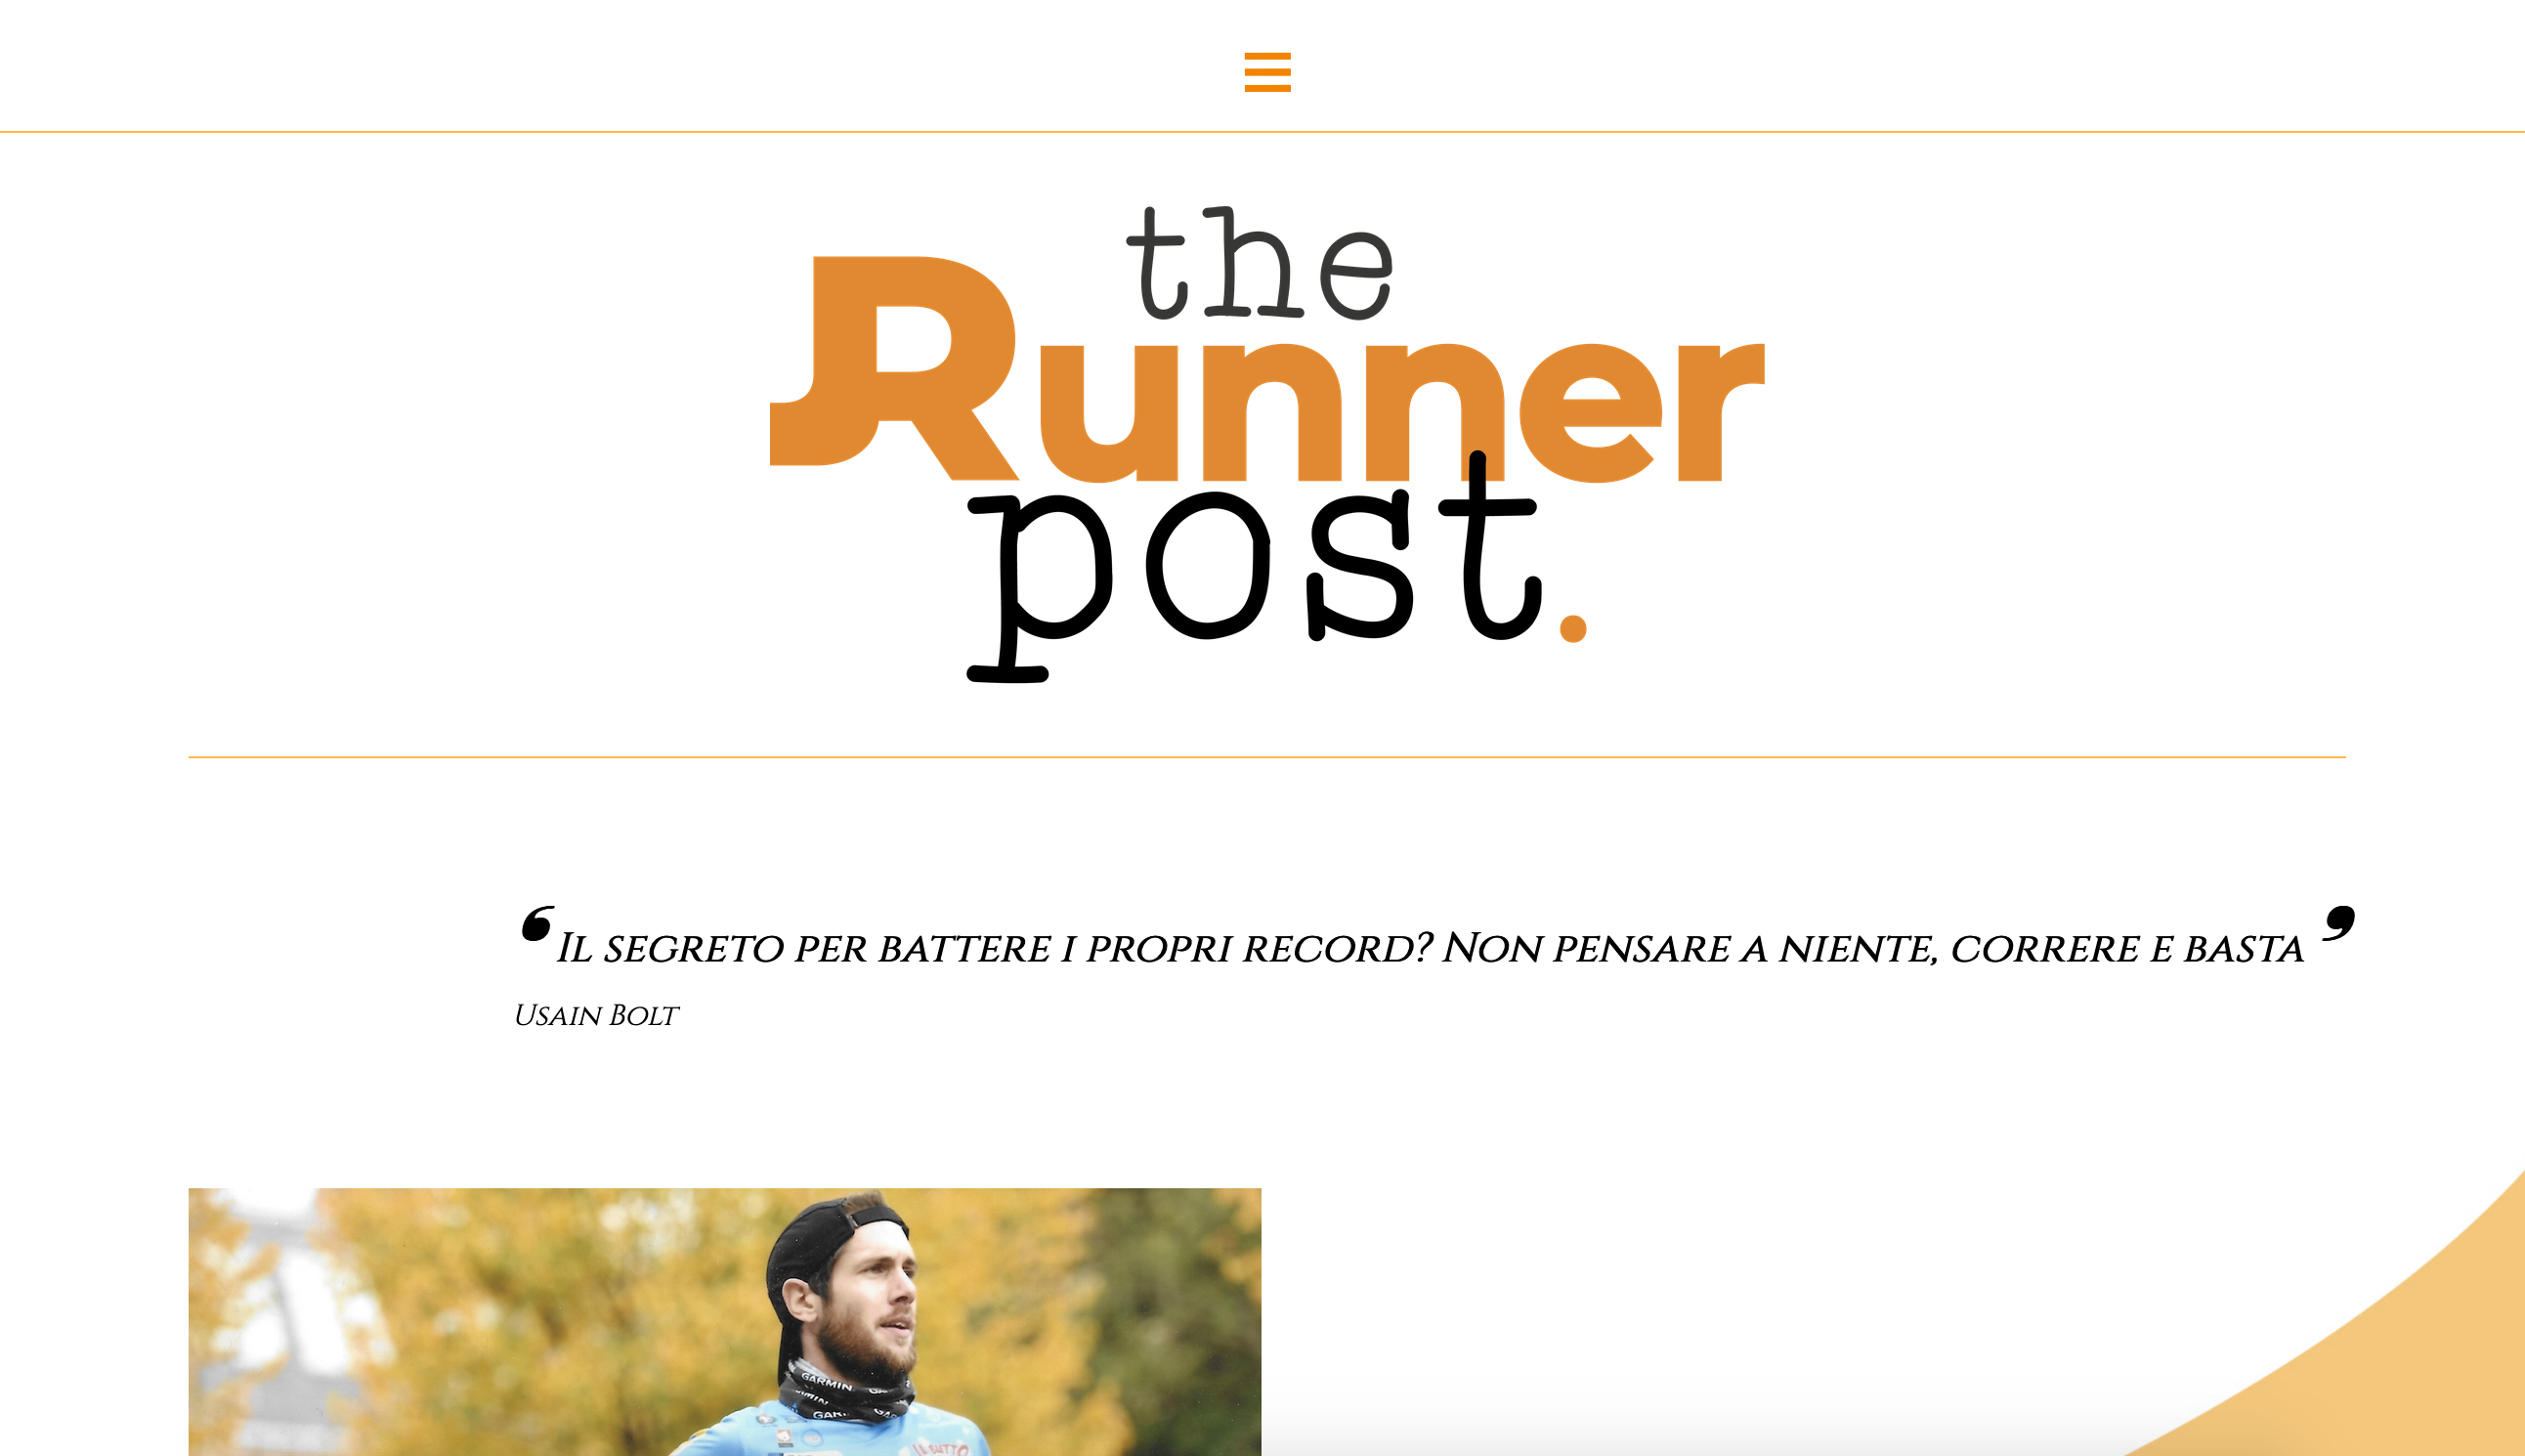 the
Runner
post.
❛ Il segreto per battere i propri record? Non pensare a niente, correre e basta ❜
Usain Bolt
GARMIN